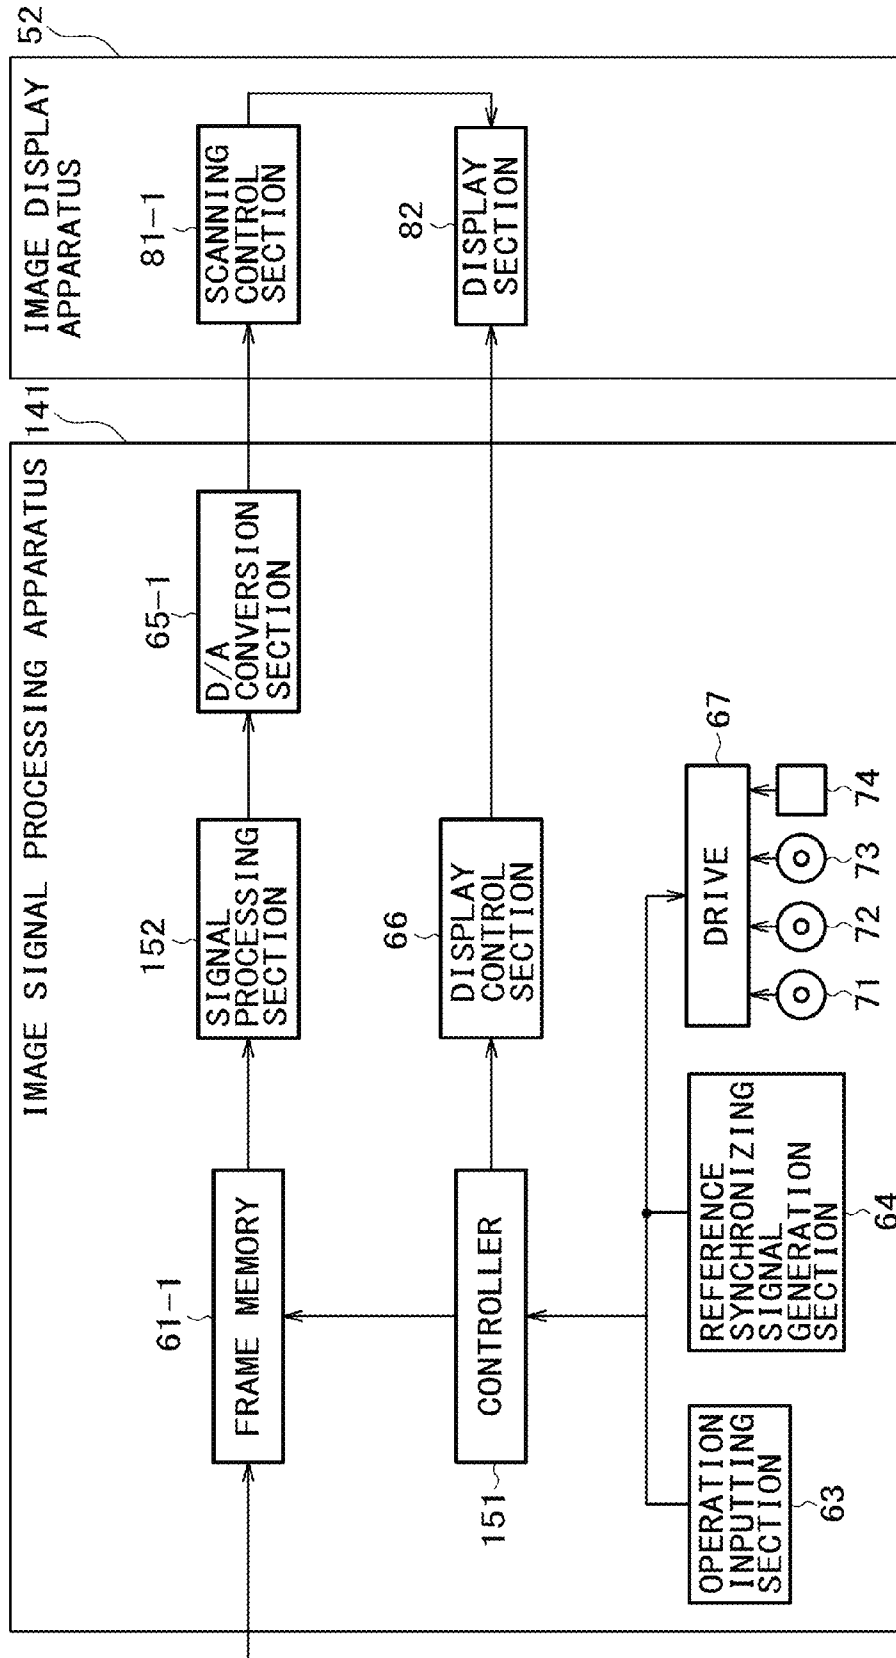 IMAGE SIGNAL PROCESSING APPARATUS 141
IMAGE DISPLAY
APPARATUS
52
61-1
FRAME MEMORY
152
SIGNAL
PROCESSING
SECTION
65-1
D/A
CONVERSION
SECTION
81-1
SCANNING
CONTROL
SECTION
151
CONTROLLER
66
DISPLAY
CONTROL
SECTION
82
DISPLAY
SECTION
OPERATION
INPUTTING
SECTION
63
REFERENCE
SYNCHRONIZING
SIGNAL
GENERATION
SECTION
64
DRIVE
67
71
72
73
74